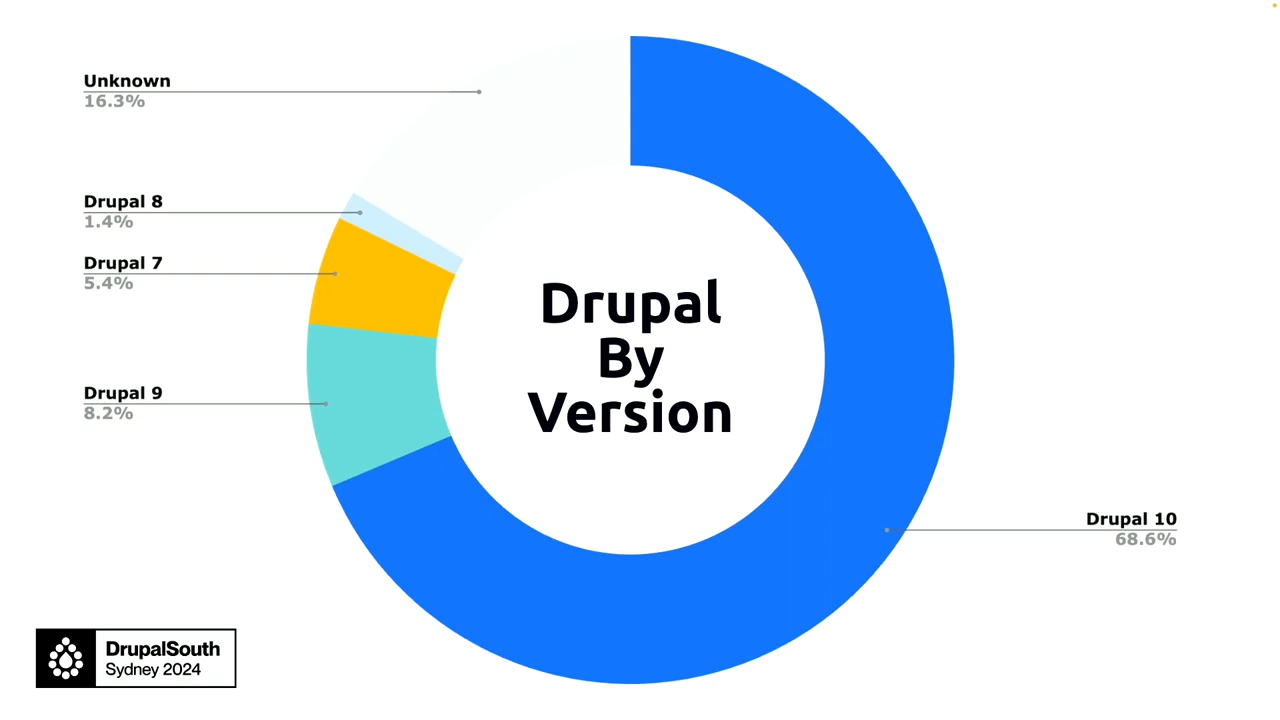 Unknown
16.3%
Drupal 8
1.4%
Drupal 7
5.4%
Drupal 9
8.2%
Drupal
By
Version
Drupal 10
68.6%
DrupalSouth
Sydney 2024